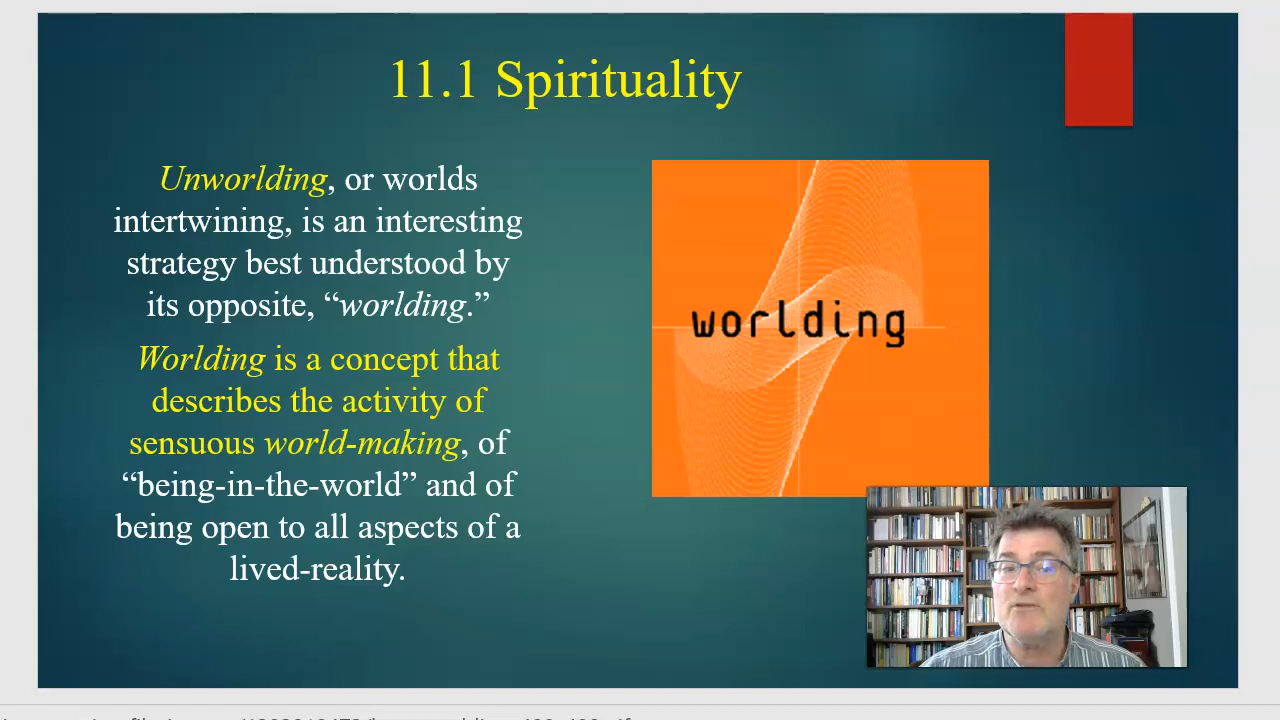 11.1 Spirituality
Unworlding, or worlds
intertwining, is an interesting
strategy best understood by
its opposite, “worlding.”
Worlding is a concept that
describes the activity of
sensuous world-making, of
“being-in-the-world” and of
being open to all aspects of a
lived-reality.
worlding